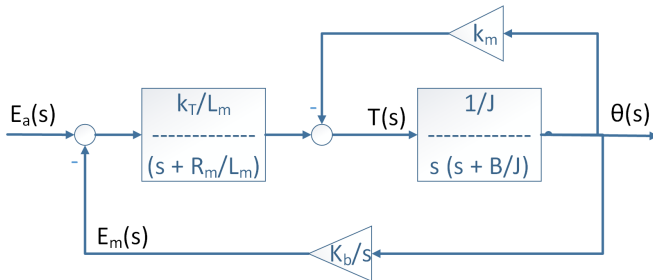 k_m
E_a(s)
k_T/L_m
(s + R_m/L_m)
-
T(s)
1/J
s (s + B/J)
θ(s)
-
E_m(s)
K_b/s